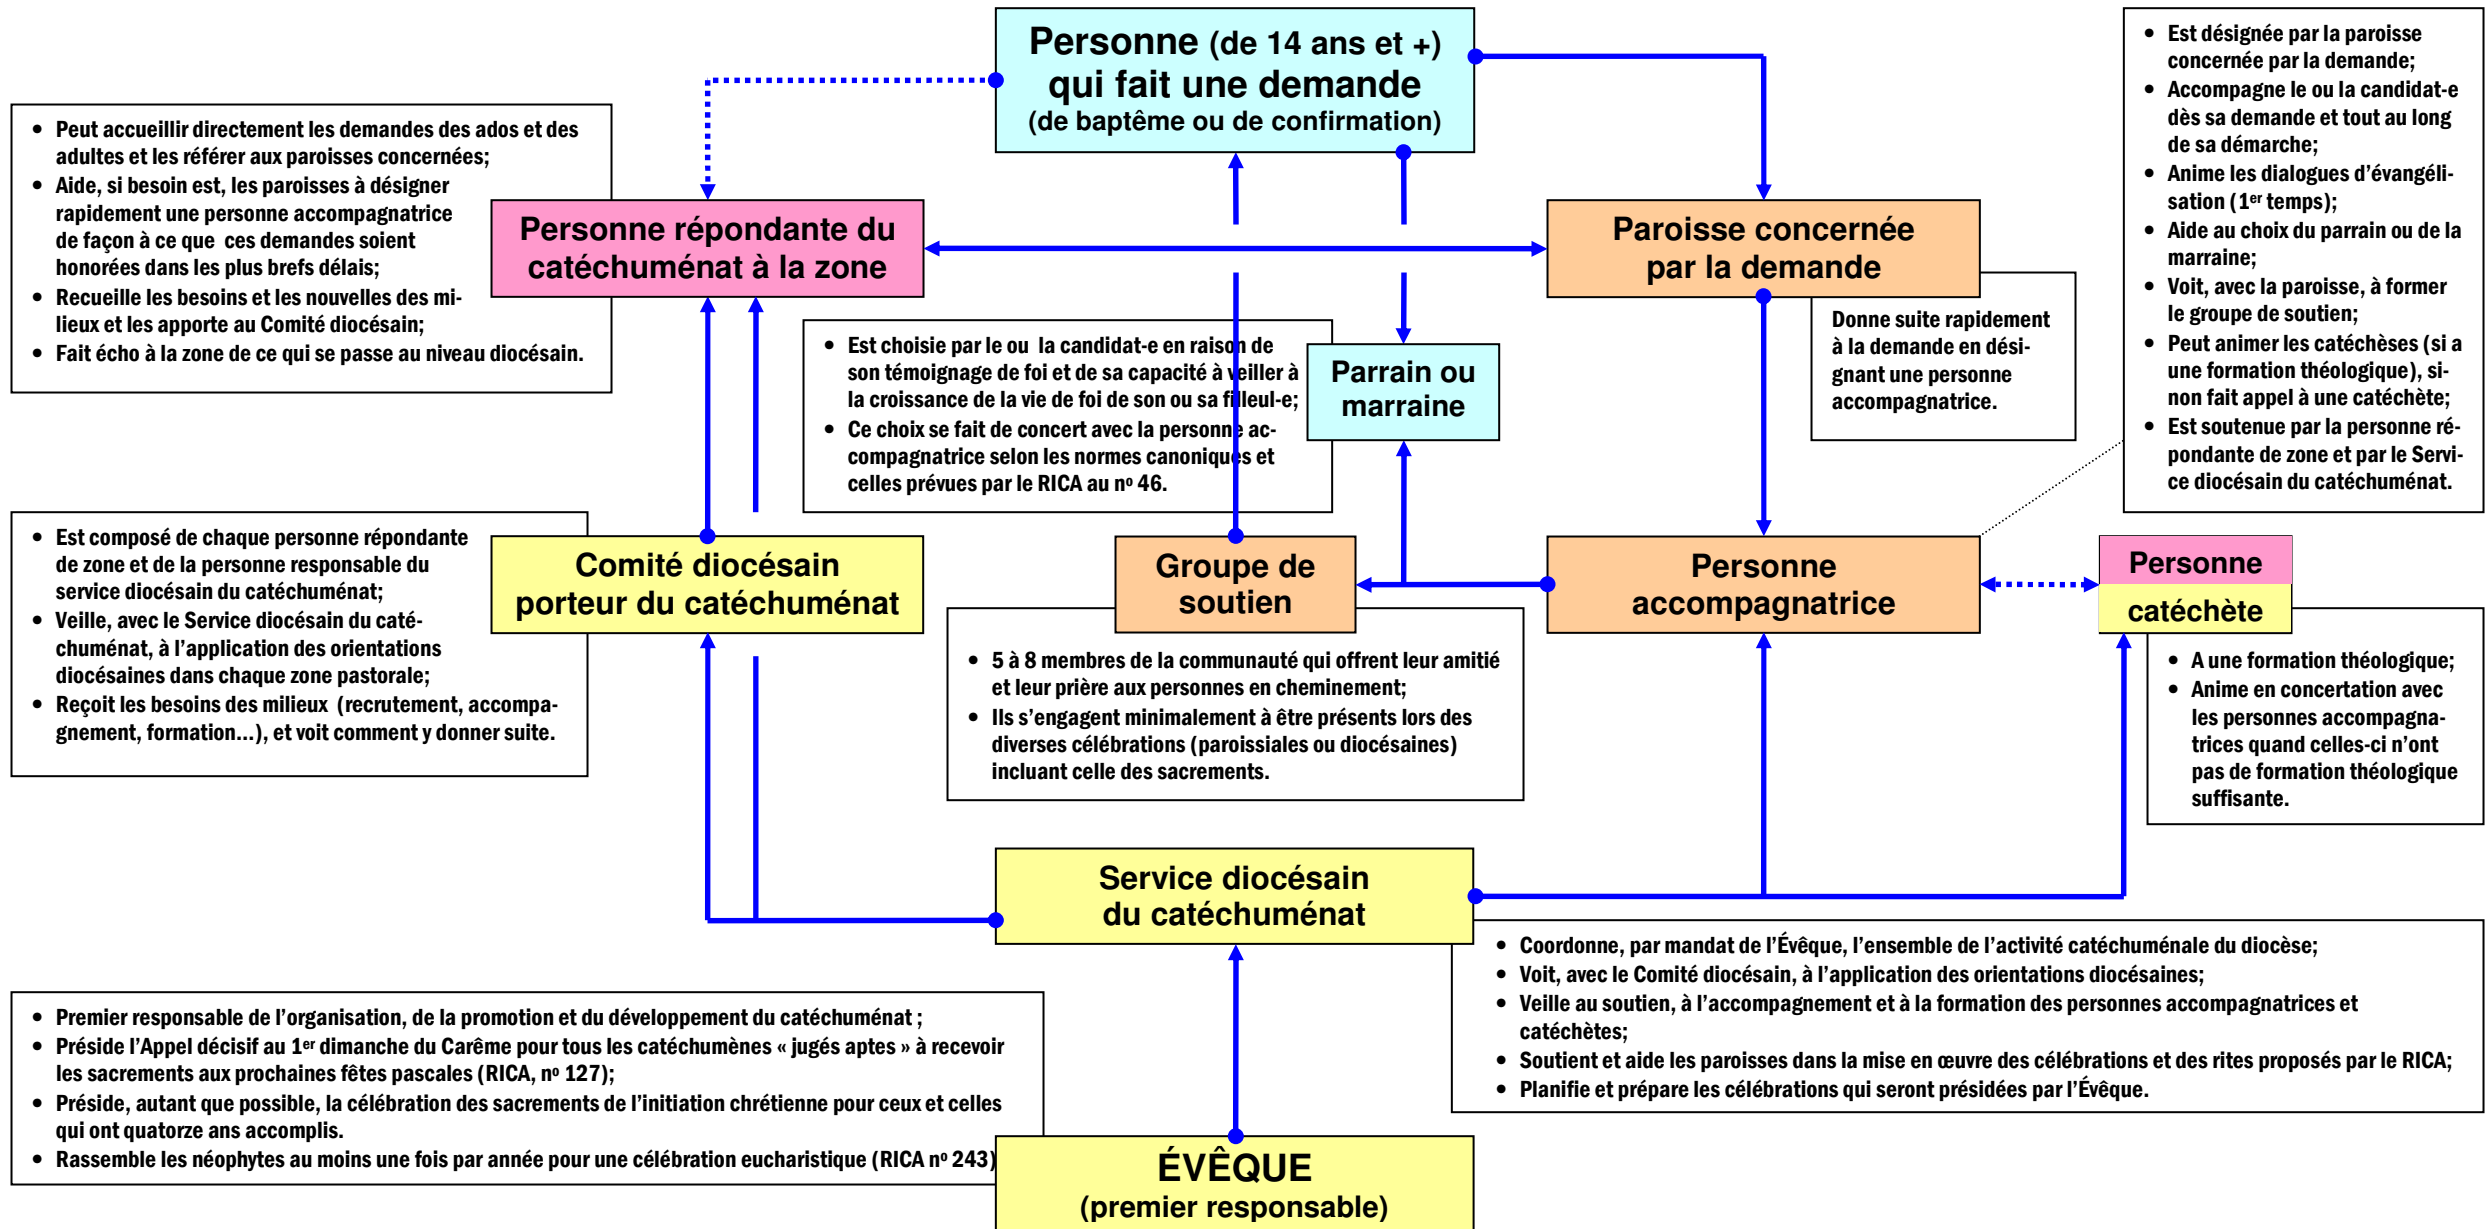 Personne (de 14 ans et +)
qui fait une demande
(de baptême ou de confirmation)
• Peut accueillir directement les demandes des ados et des
adultes et les référer aux paroisses concernées;
• Aide, si besoin est, les paroisses à désigner
rapidement une personne accompagnatrice
de façon à ce que ces demandes soient
honorées dans les plus brefs délais;
• Recueille les besoins et les nouvelles des mi-
lieux et les apporte au Comité diocésain;
• Fait écho à la zone de ce qui se passe au niveau diocésain.
Personne répondante du
catéchuménat à la zone
Paroisse concernée
par la demande
Donne suite rapidement
à la demande en dési-
gnant une personne
accompagnatrice.
• Est désignée par la paroisse
concernée par la demande;
• Accompagne le ou la candidat-e
dès sa demande et tout au long
de sa démarche;
• Anime les dialogues d’évangéli-
sation (1er temps);
• Aide au choix du parrain ou de la
marraine;
• Voit, avec la paroisse, à former
le groupe de soutien;
• Peut animer les catéchèses (si a
une formation théologique), si-
non fait appel à une catéchète;
• Est soutenue par la personne ré-
pondante de zone et par le Servi-
ce diocésain du catéchuménat.
• Est choisie par le ou la candidat-e en raison de
son témoignage de foi et de sa capacité à veiller à
la croissance de la vie de foi de son ou sa filleul-e;
• Ce choix se fait de concert avec la personne ac-
compagnatrice selon les normes canoniques et
celles prévues par le RICA au nº 46.
Parrain ou
marraine
• Est composé de chaque personne répondante
de zone et de la personne responsable du
service diocésain du catéchuménat;
• Veille, avec le Service diocésain du caté-
chuménat, à l’application des orientations
diocésaines dans chaque zone pastorale;
• Reçoit les besoins des milieux (recrutement, accompa-
gnement, formation...), et voit comment y donner suite.
Comité diocésain
porteur du catéchuménat
Groupe de
soutien
• 5 à 8 membres de la communauté qui offrent leur amitié
et leur prière aux personnes en cheminement;
• Ils s’engagent minimalement à être présents lors des
diverses célébrations (paroissiales ou diocésaines)
incluant celle des sacrements.
Personne
accompagnatrice
Personne
catéchète
• A une formation théologique;
• Anime en concertation avec
les personnes accompagna-
trices quand celles-ci n’ont
pas de formation théologique
suffisante.
Service diocésain
du catéchuménat
• Coordonne, par mandat de l’Évêque, l’ensemble de l’activité catéchuménale du diocèse;
• Voit, avec le Comité diocésain, à l’application des orientations diocésaines;
• Veille au soutien, à l’accompagnement et à la formation des personnes accompagnatrices et
catéchètes;
• Soutient et aide les paroisses dans la mise en œuvre des célébrations et des rites proposés par le RICA;
• Planifie et prépare les célébrations qui seront présidées par l’Évêque.
• Premier responsable de l’organisation, de la promotion et du développement du catéchuménat ;
• Préside l’Appel décisif au 1er dimanche du Carême pour tous les catéchumènes « jugés aptes » à recevoir
les sacrements aux prochaines fêtes pascales (RICA, nº 127);
• Préside, autant que possible, la célébration des sacrements de l’initiation chrétienne pour ceux et celles
qui ont quatorze ans accomplis.
• Rassemble les néophytes au moins une fois par année pour une célébration eucharistique (RICA nº 243)
ÉVÊQUE
(premier responsable)